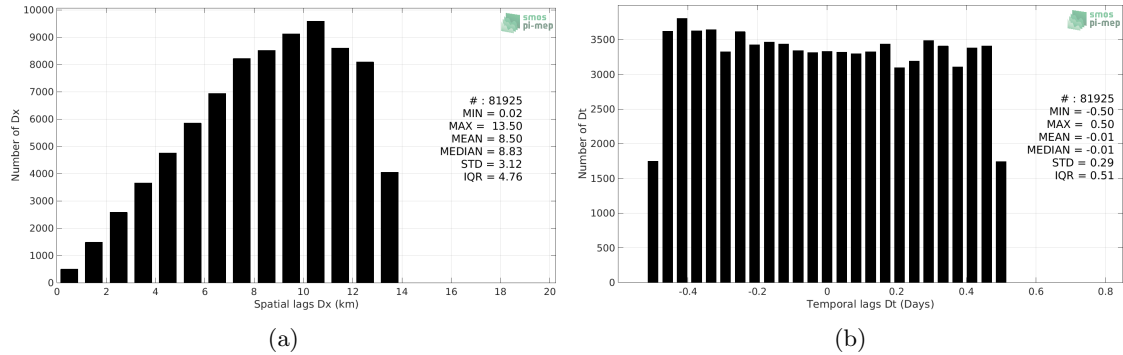 10000
9000
8000
7000
6000
5000
4000
3000
2000
1000
0
Number of Dx
0 2 4 6 8 10 12 14 16 18 20
Spatial lags Dx (km)
smos
pi-mep
# : 81925
MIN = 0.02
MAX = 13.50
MEAN = 8.50
MEDIAN = 8.83
STD = 3.12
IQR = 4.76
(a)
3500
3000
2500
2000
1500
1000
500
0
Number of Dt
-0.4 -0.2 0 0.2 0.4 0.6 0.8
Temporal lags Dt (Days)
smos
pi-mep
# : 81925
MIN = -0.50
MAX = 0.50
MEAN = -0.01
MEDIAN = -0.01
STD = 0.29
IQR = 0.51
(b)